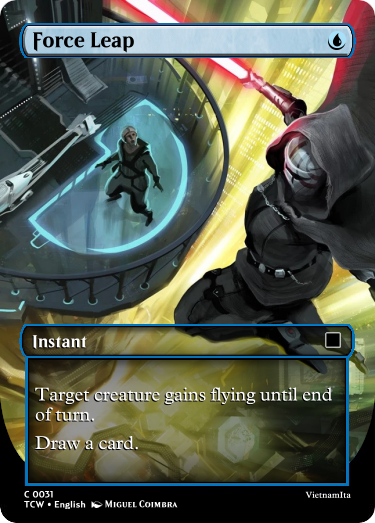 Force Leap
Instant
Target creature gains flying until end
of turn.
Draw a card.
C 0031
TCW • English Miguel Coimbra
VietnamIta